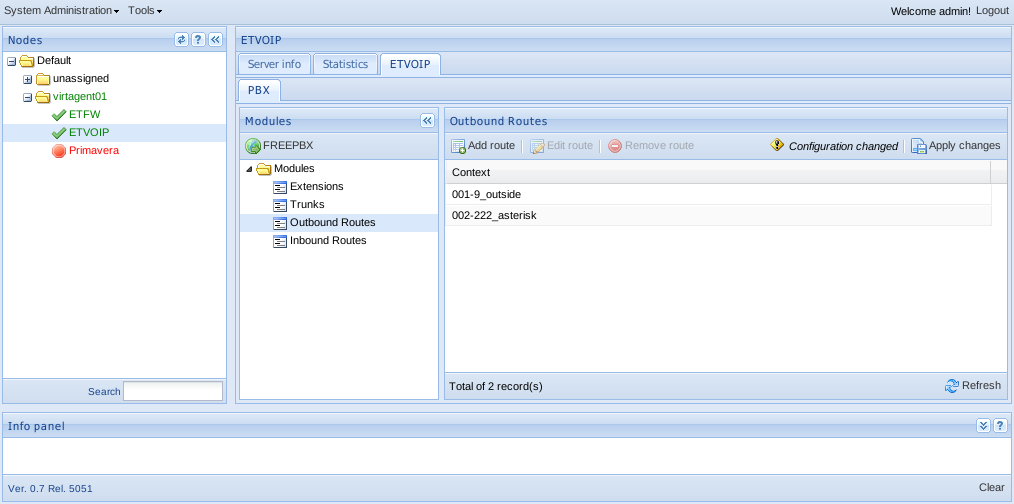 System Administration Tools Welcome admin! Logout
Nodes
Default
unassigned
virtagent01
ETFW
ETVOIP
Primavera
Search
ETVOIP
Server info Statistics ETVOIP
PBX
Modules
FREEPBX
Modules
Extensions
Trunks
Outbound Routes
Inbound Routes
Outbound Routes
Add route Edit route Remove route Configuration changed Apply changes
Context
001-9_outside
002-222_asterisk
Total of 2 record(s) Refresh
Info panel
Ver. 0.7 Rel. 5051 Clear